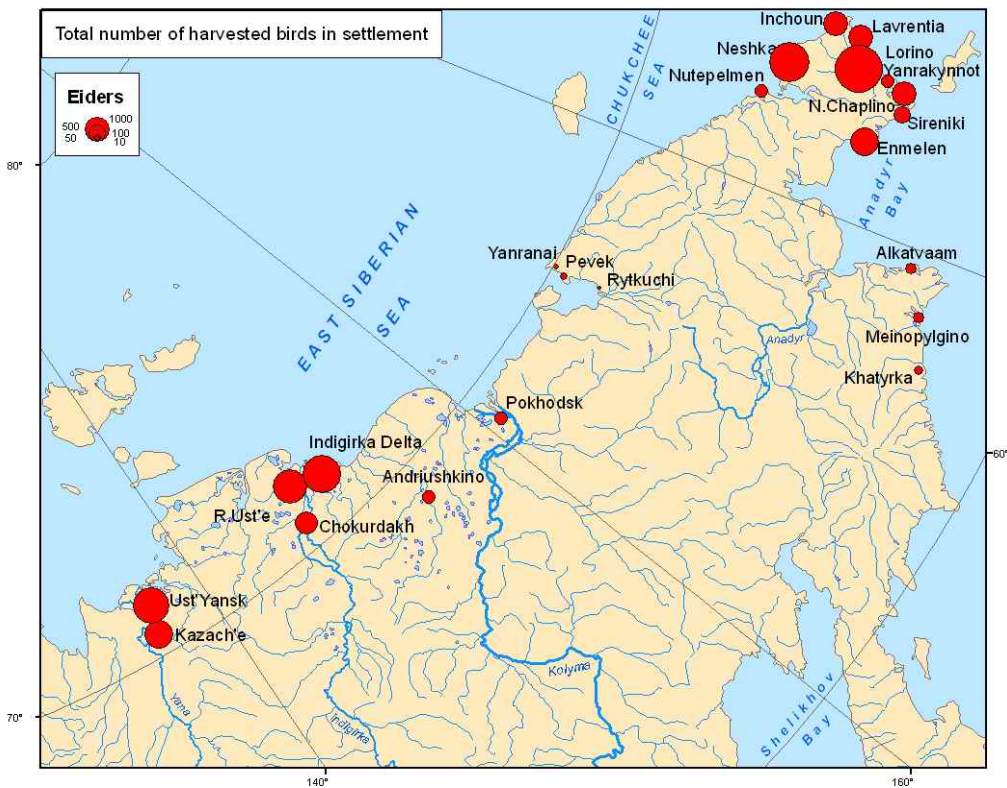 Total number of harvested birds in settlement
Eiders
500
1000
50
100
10
Inchoun
Lavrentia
Neshka
Lorino
Yanrakynnot
Nutepelmen
N.Chaplino
Sireniki
Enmelen
CHUKCHEE
SEA
Anadyr
Bay
80°
EAST SIBERIAN
SEA
Yanranai
Pevek
Rytkuchi
Alkatvaam
Meinopylgino
Anadyr
Khatyrka
Pokhodsk
Indigirka Delta
Andriushkino
60°
R.Ust'e
Chokurdakh
Ust'Yansk
Kazach'e
Kolyma
Yana
Indigirka
Shelikhov
Bay
70°
140°
160°